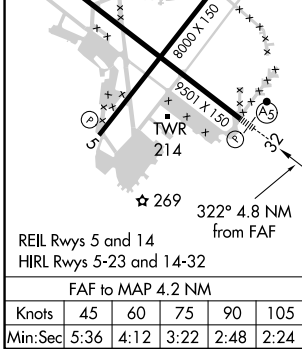 8000 X 150
9501 X 150
A5
P
P
5
32
TWR
214
269
322° 4.8 NM
from FAF
REIL Rwys 5 and 14
HIRL Rwys 5-23 and 14-32
FAF to MAP 4.2 NM
Knots 45 60 75 90 105
Min:Sec 5:36 4:12 3:22 2:48 2:24